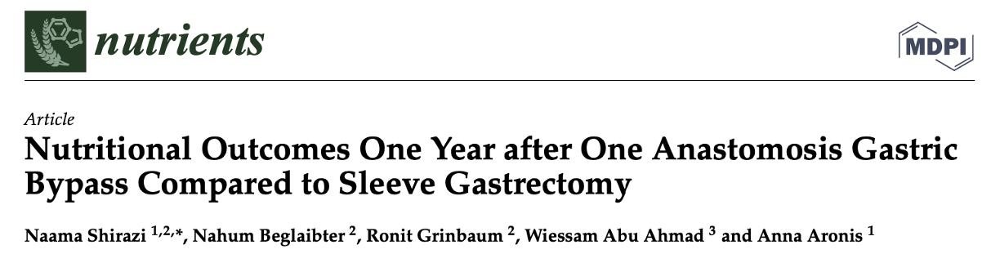 nutrients
MDPI
Article
Nutritional Outcomes One Year after One Anastomosis Gastric
Bypass Compared to Sleeve Gastrectomy
Naama Shirazi 1,2,*, Nahum Beglaibter 2, Ronit Grinbaum 2, Wiessam Abu Ahmad 3 and Anna Aronis 1